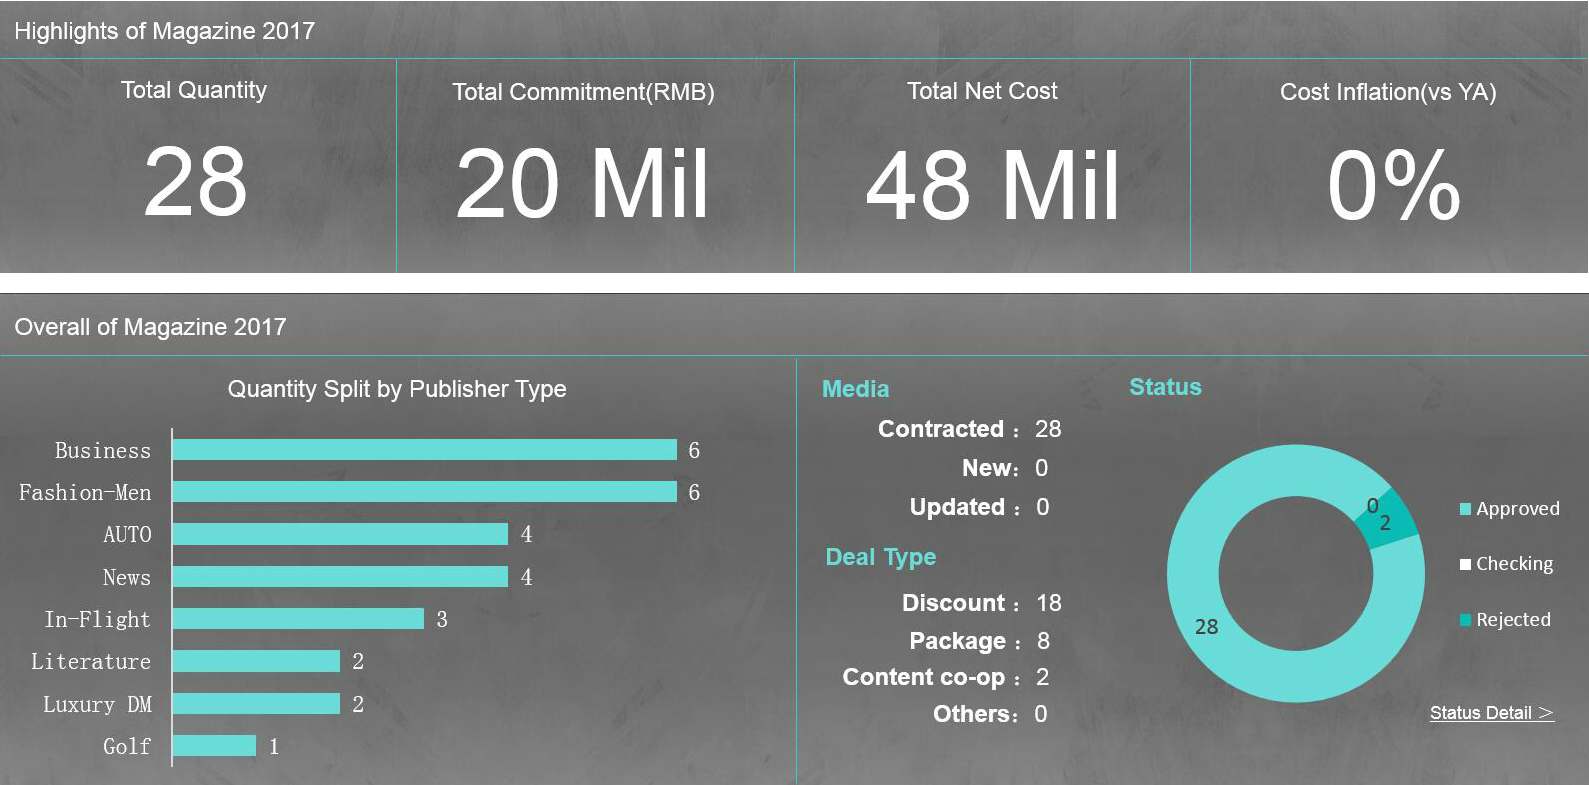 Highlights of Magazine 2017
Total Quantity
28
Total Commitment(RMB)
20 Mil
Total Net Cost
48 Mil
Cost Inflation(vs YA)
0%
Overall of Magazine 2017
Quantity Split by Publisher Type
Business 6
Fashion-Men 6
AUTO 4
News 4
In-Flight 3
Literature 2
Luxury DM 2
Golf 1
Media
Contracted： 28
New： 0
Updated： 0
Deal Type
Discount： 18
Package： 8
Content co-op： 2
Others： 0
Status
0
2
28
Approved
Checking
Rejected
Status Detail ＞